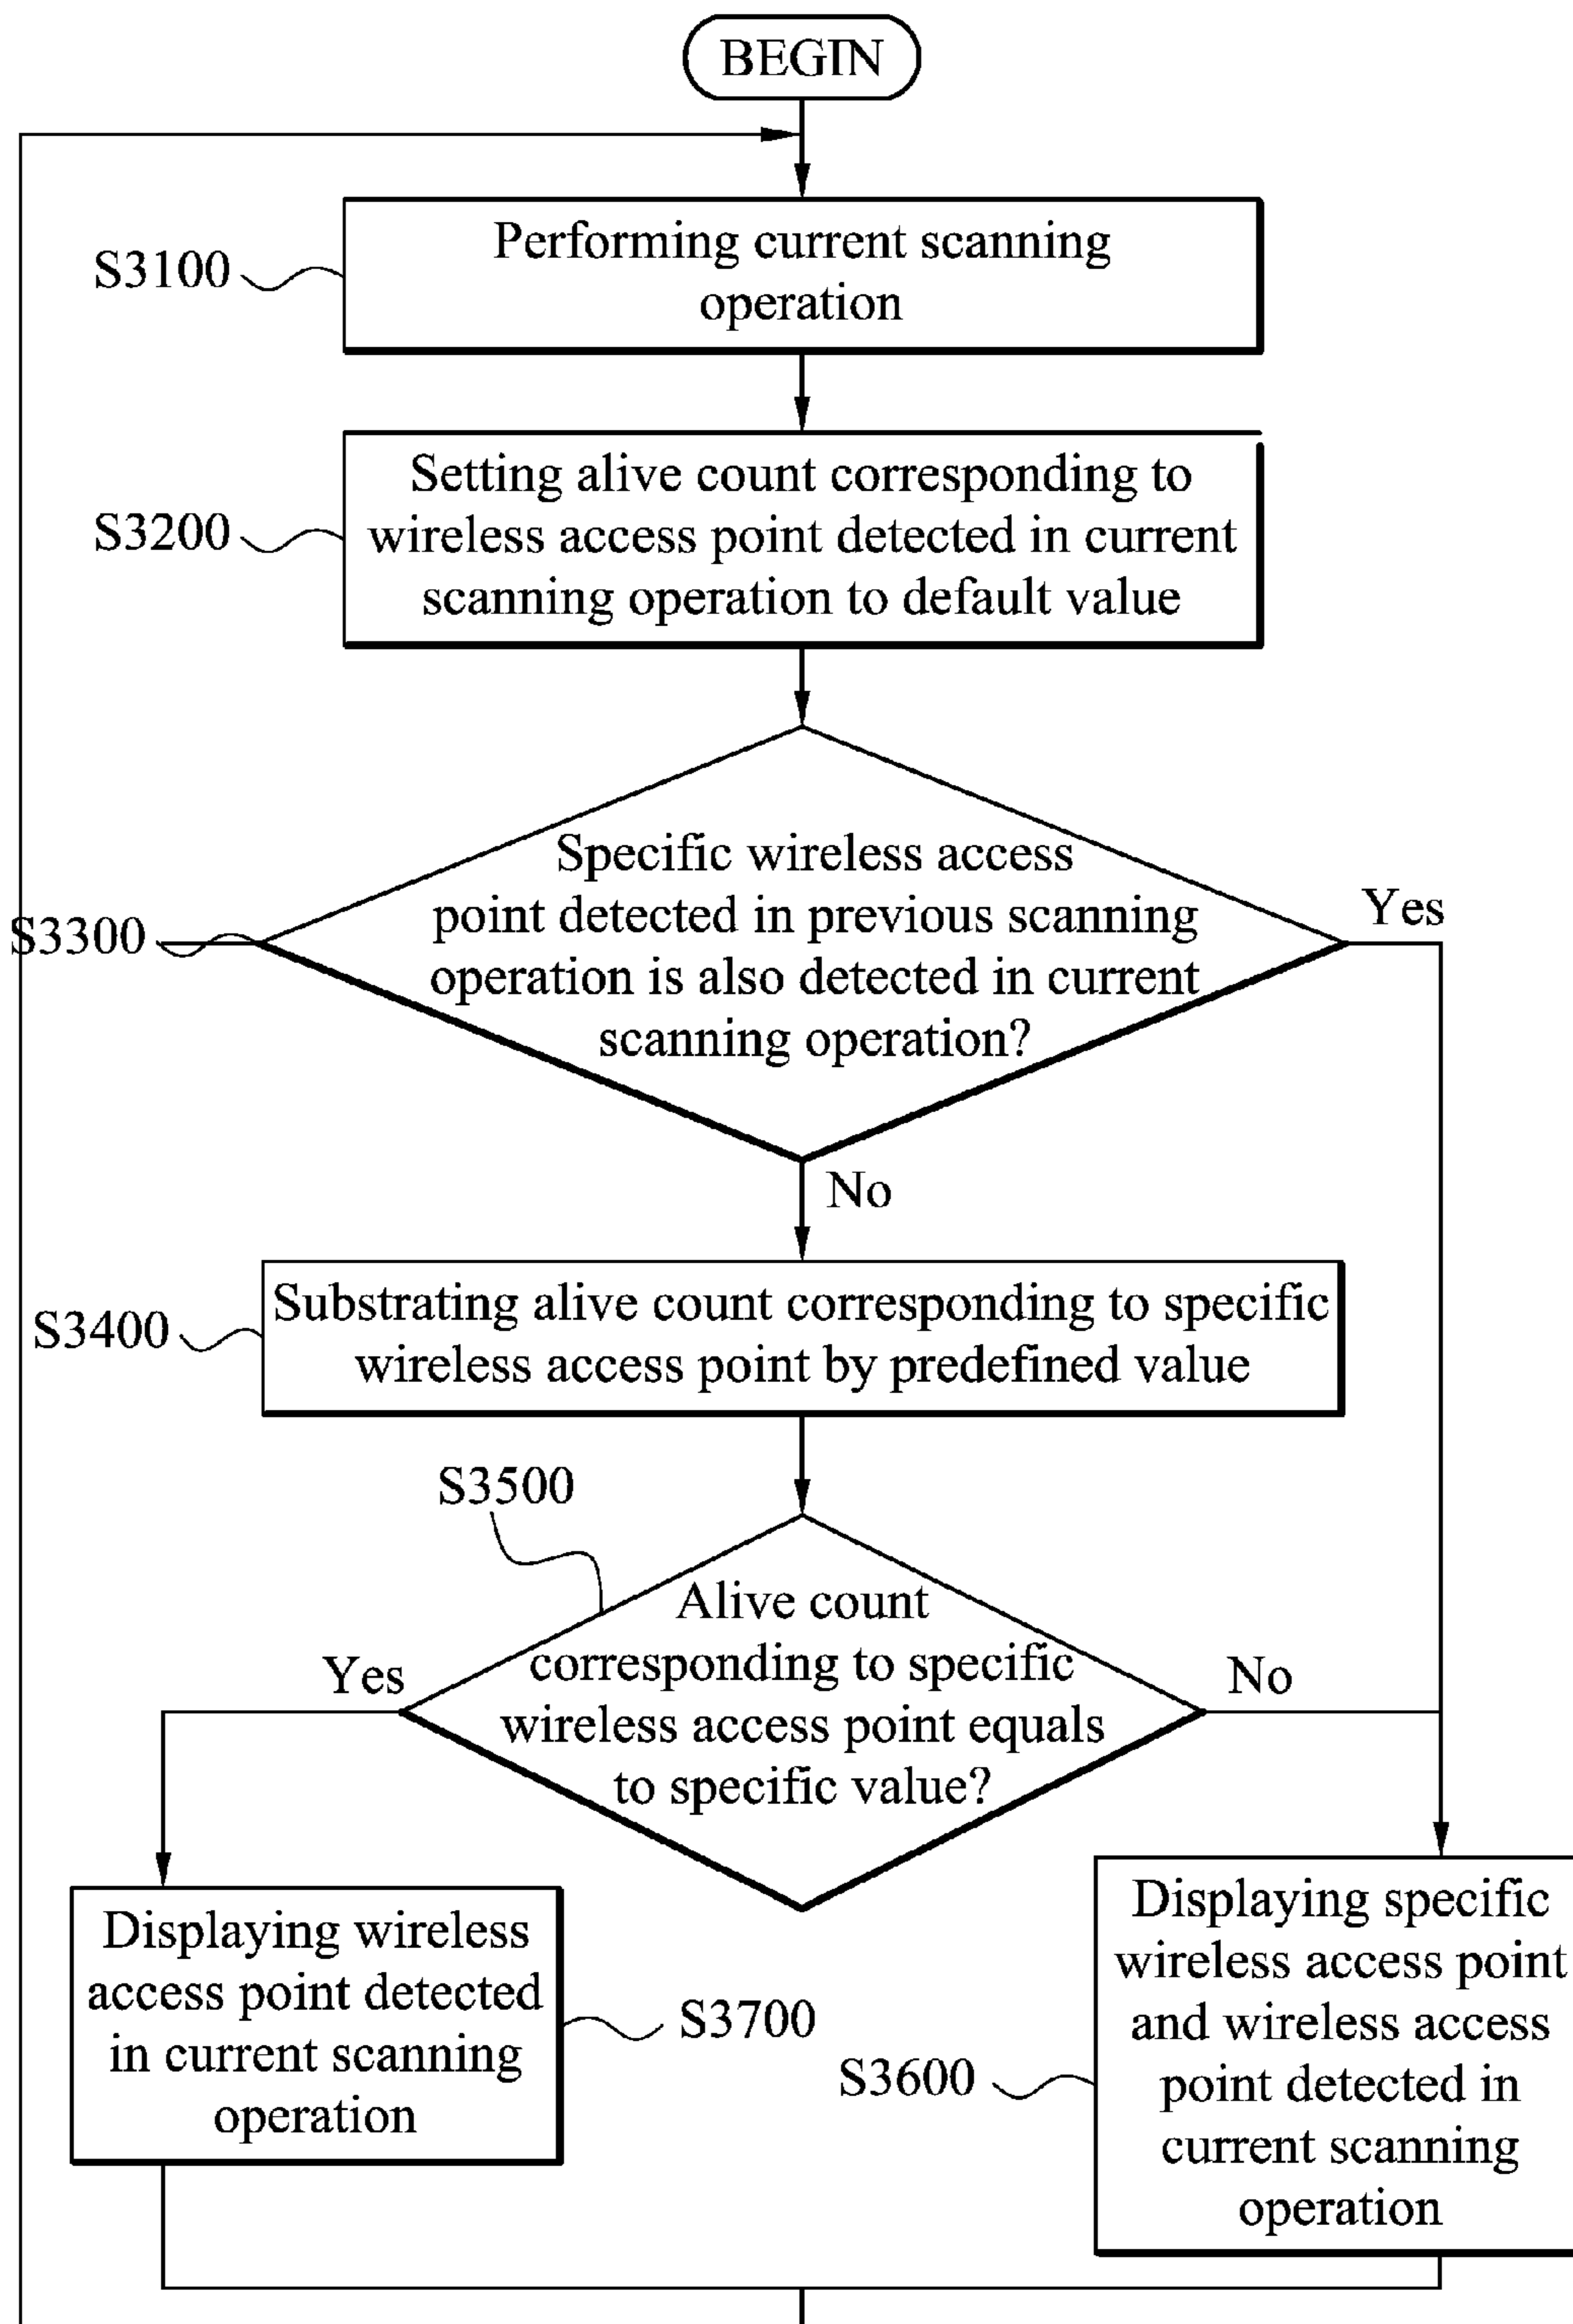 BEGIN
S3100
Performing current scanning
operation
S3200
Setting alive count corresponding to
wireless access point detected in current
scanning operation to default value
S3300
Specific wireless access
point detected in previous scanning
operation is also detected in current
scanning operation?
Yes
No
S3400
Substrating alive count corresponding to specific
wireless access point by predefined value
S3500
Alive count
corresponding to specific
wireless access point equals
to specific value?
Yes
No
Displaying wireless
access point detected
in current scanning
operation
S3700
S3600
Displaying specific
wireless access point
and wireless access
point detected in
current scanning
operation